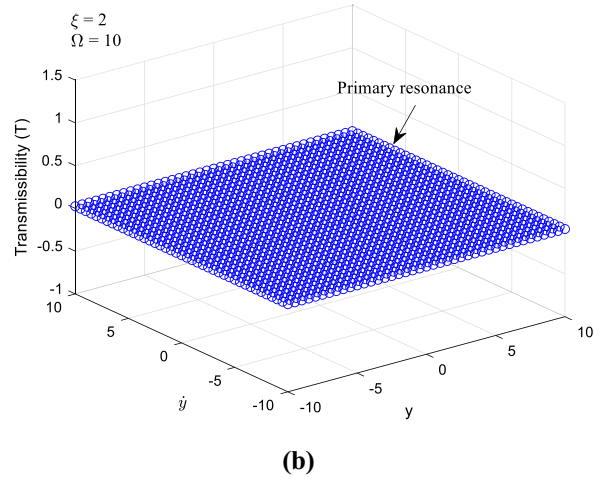 ξ = 2
Ω = 10
Primary resonance
Transmissibility (T)
1.5
1
0.5
0
-0.5
-1
10
5
0
-5
-10
ẏ
-10
-5
0
5
10
y
(b)